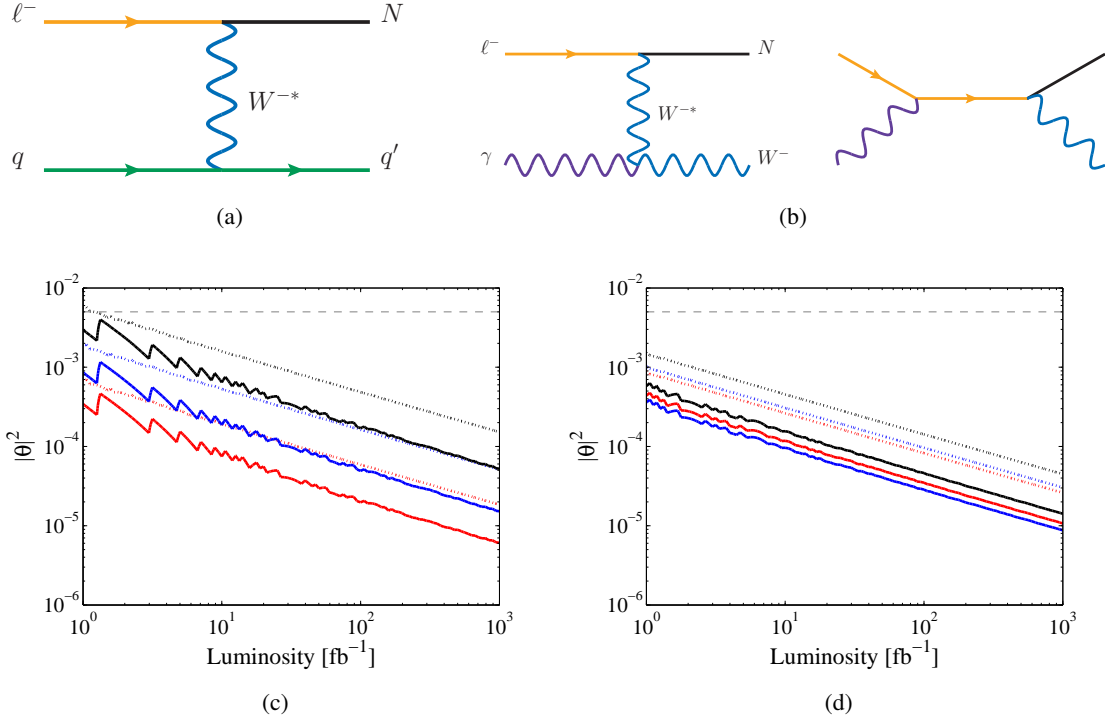 ℓ⁻ N
W⁻*
q q′
(a)
ℓ⁻ N
W⁻*
γ W⁻
(b)
10⁻²
10⁻³
10⁻⁴
10⁻⁵
10⁻⁶
|θ|²
10⁰ 10¹ 10² 10³
Luminosity [fb⁻¹]
(c)
10⁻²
10⁻³
10⁻⁴
10⁻⁵
10⁻⁶
|θ|²
10⁰ 10¹ 10² 10³
Luminosity [fb⁻¹]
(d)